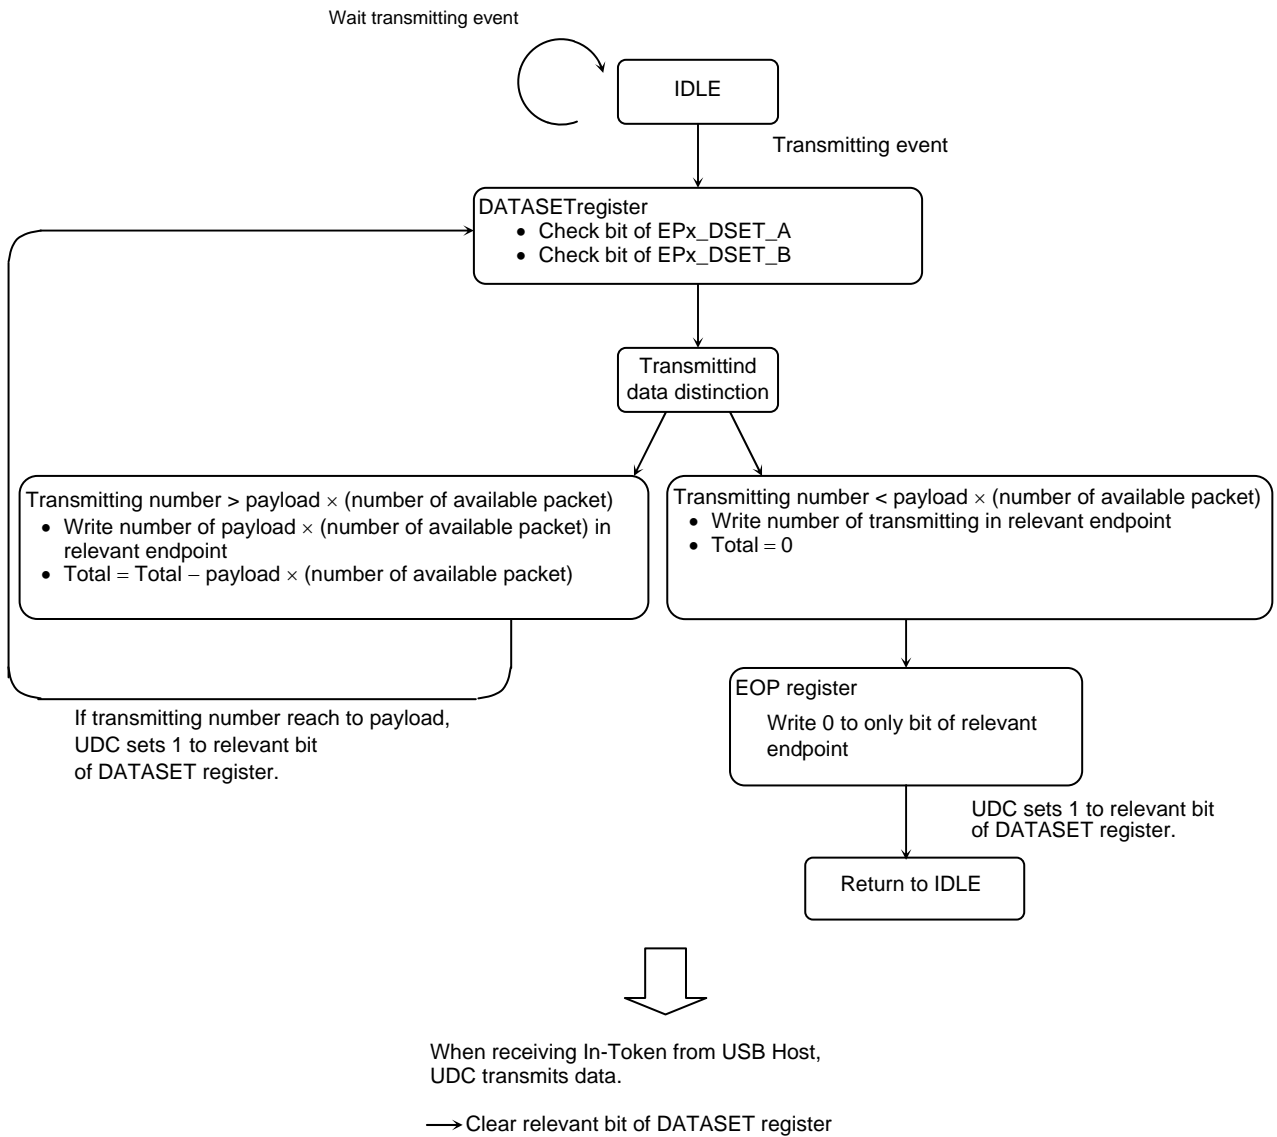 Wait transmitting event
IDLE
Transmitting event
DATASETregister
• Check bit of EPx_DSET_A
• Check bit of EPx_DSET_B
Transmittind
data distinction
Transmitting number > payload × (number of available packet)
• Write number of payload × (number of available packet) in
relevant endpoint
• Total = Total − payload × (number of available packet)
Transmitting number < payload × (number of available packet)
• Write number of transmitting in relevant endpoint
• Total = 0
If transmitting number reach to payload,
UDC sets 1 to relevant bit
of DATASET register.
EOP register
Write 0 to only bit of relevant
endpoint
UDC sets 1 to relevant bit
of DATASET register.
Return to IDLE
When receiving In-Token from USB Host,
UDC transmits data.
Clear relevant bit of DATASET register